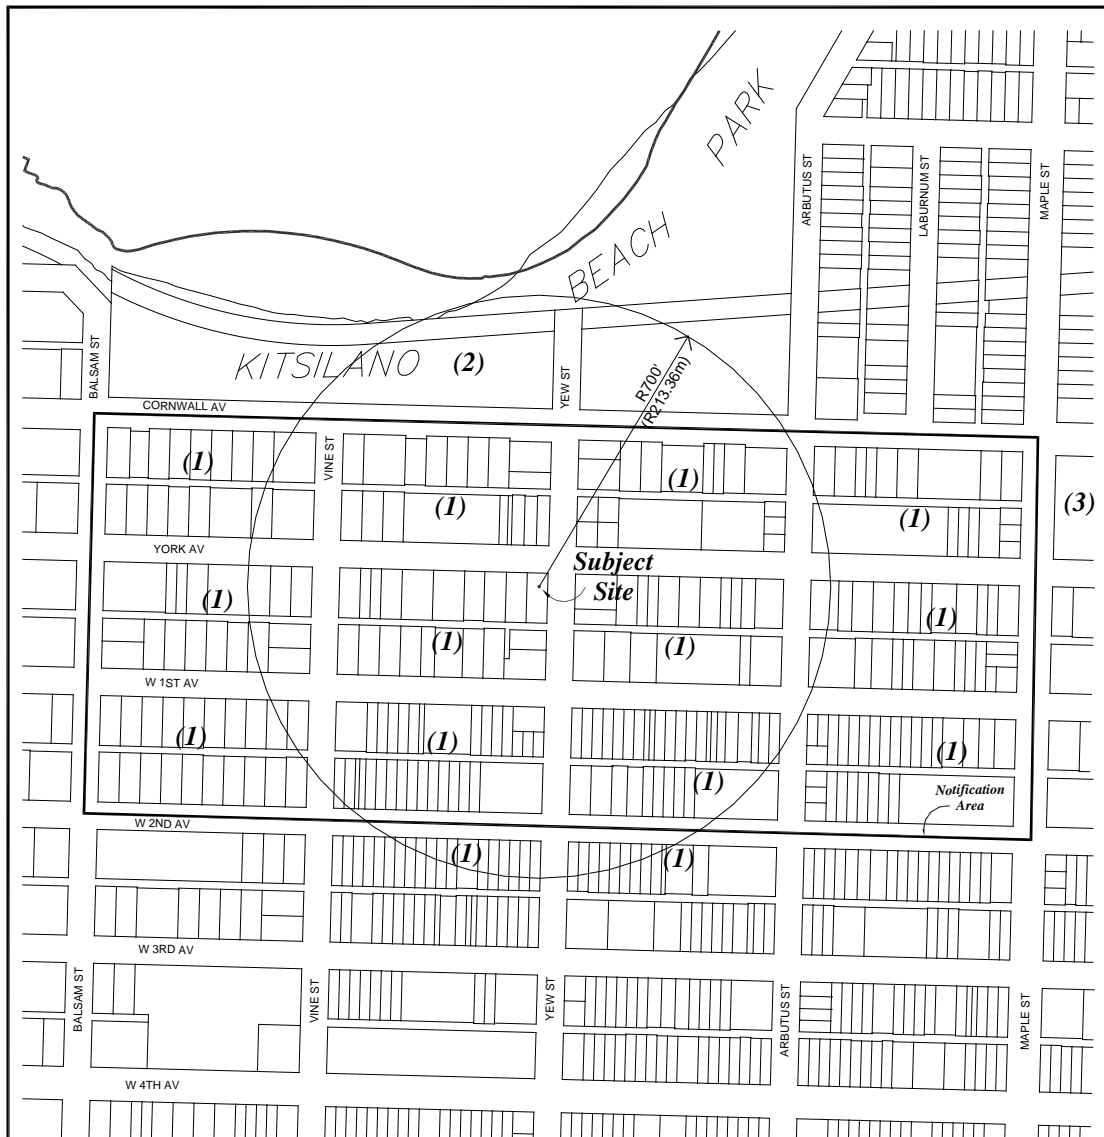 PARK
ARBUTUS ST
LABURNUM ST
MAPLE ST
BEACH
BALSAM ST
KITSILANO
(2)
YEW ST
R700'
(R213.36m)
CORNWALL AV
VINE ST
(1)
(1)
(1)
(1)
(3)
YORK AV
Subject
Site
(1)
(1)
(1)
(1)
W 1ST AV
(1)
(1)
(1)
(1)
Notification
Area
W 2ND AV
(1)
(1)
W 3RD AV
BALSAM ST
VINE ST
YEW ST
ARBUTUS ST
MAPLE ST
W 4TH AV